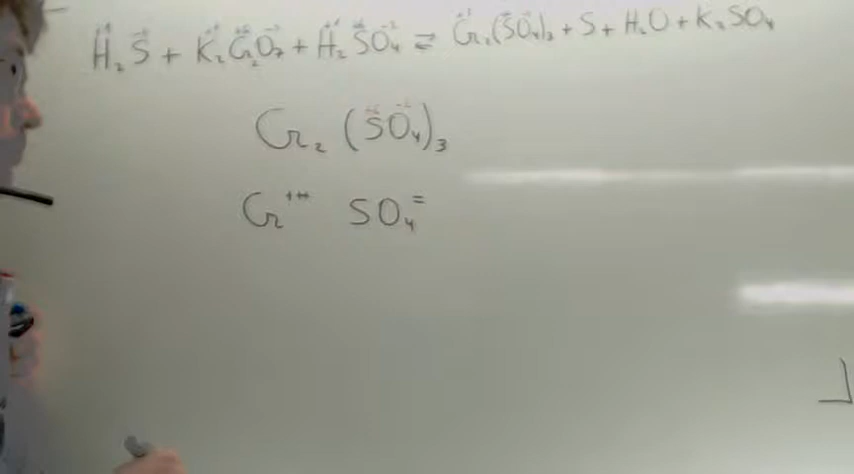 H₂S + K₂Cr₂O₇ + H₂SO₄ ⇌ Cr₂(SO₄)₃ + S + H₂O + K₂SO₄
Cr₂ (SO₄)₃
Cr⁺⁺⁺ SO₄⁼